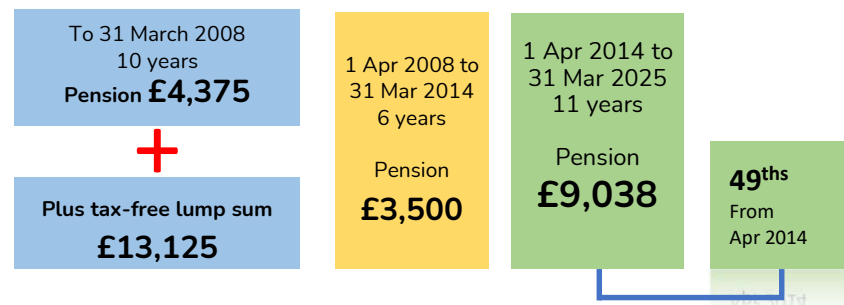 To 31 March 2008
10 years
Pension £4,375
Plus tax-free lump sum
£13,125
1 Apr 2008 to
31 Mar 2014
6 years
Pension
£3,500
1 Apr 2014 to
31 Mar 2025
11 years
Pension
£9,038
49ths
From
Apr 2014